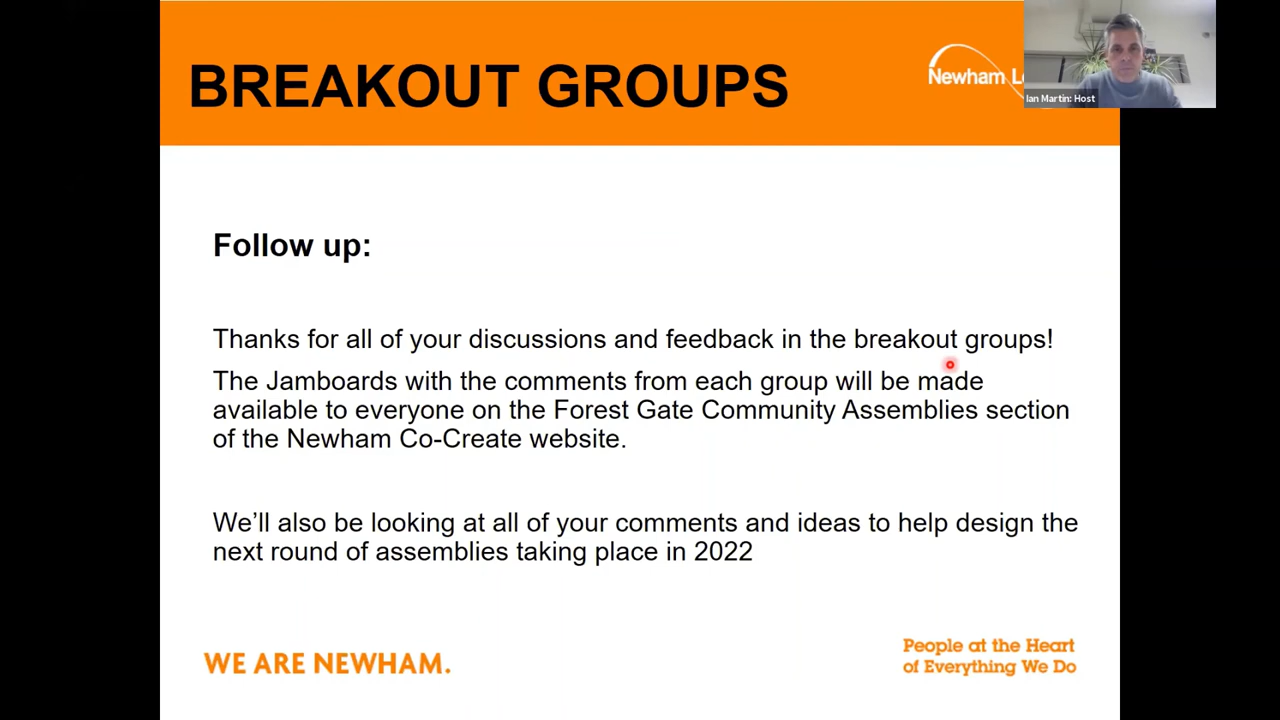 BREAKOUT GROUPS
Newham
Ian Martin: Host
Follow up:
Thanks for all of your discussions and feedback in the breakout groups!
The Jamboards with the comments from each group will be made
available to everyone on the Forest Gate Community Assemblies section
of the Newham Co-Create website.
We’ll also be looking at all of your comments and ideas to help design the
next round of assemblies taking place in 2022
WE ARE NEWHAM.
People at the Heart
of Everything We Do